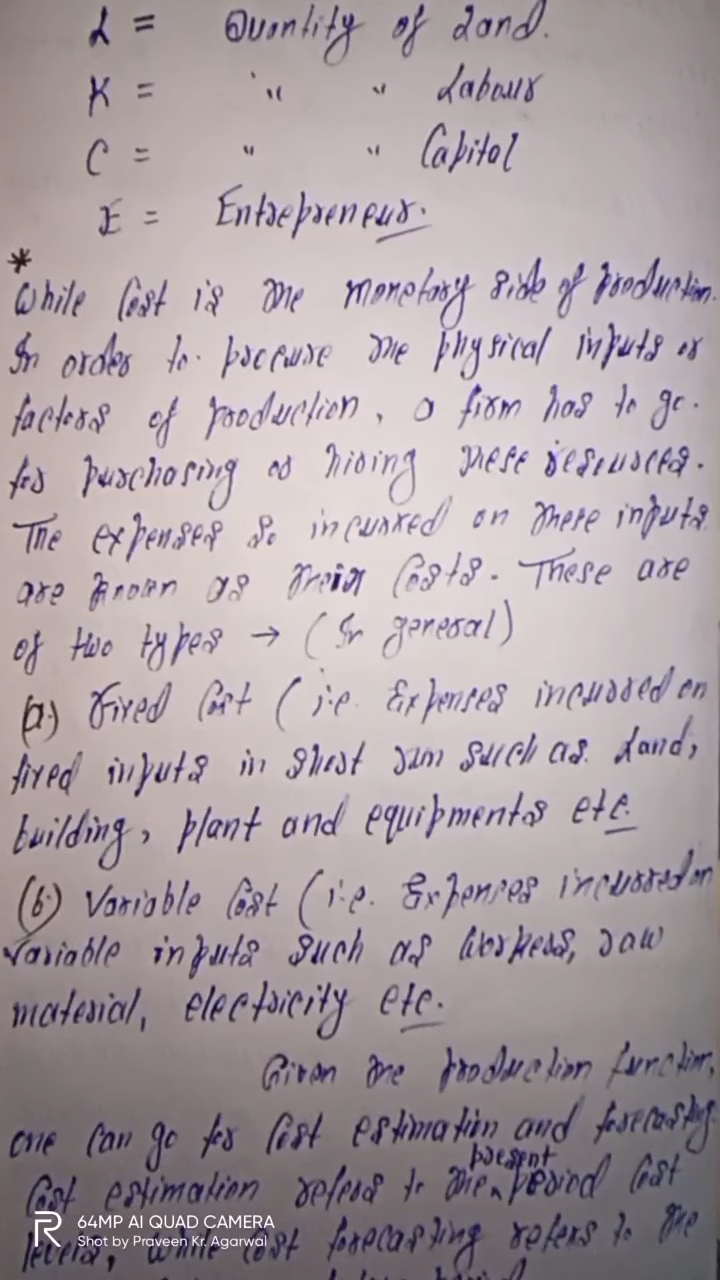 L = Quantity of Land.
K = " " Labour
C = " " Capital
E = Entrepreneur.
*
While Cost is the monetary side of production.
In order to procure the physical inputs or
factors of production, a firm has to go.
for purchasing or hiring these resources.
The expenses so incurred on these inputs
are known as their Costs. These are
of two types → (In general)
(a.) Fixed Cost (i.e. Expenses incurred on
fixed inputs in short run such as Land,
building, plant and equipments etc.
(b.) Variable Cost (i.e. Expenses incurred on
variable inputs such as Workers, raw
material, electricity etc.
Given the production function,
one can go for Cost estimation and forecasting.
present
Cost estimation refers to the ^ period Cost
levels, while Cost forecasting refers to the
64MP AI QUAD CAMERA
Shot by Praveen Kr. Agarwal